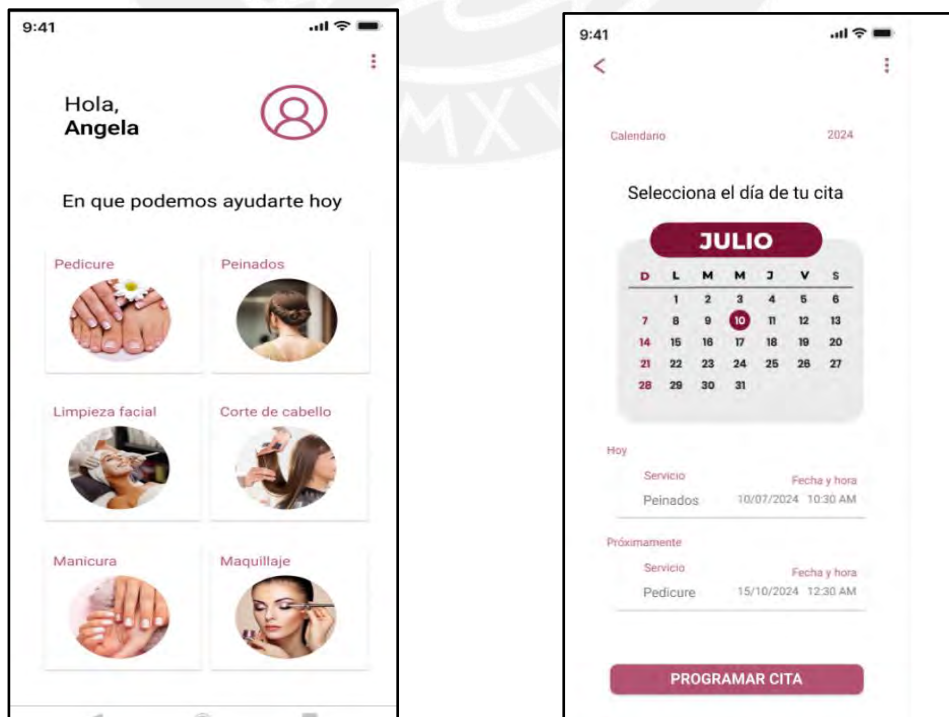 MXV
9:41
Hola,
Angela
En que podemos ayudarte hoy
Pedicure
Peinados
Limpieza facial
Corte de cabello
Manicura
Maquillaje
9:41
Calendario 2024
Selecciona el día de tu cita
JULIO
D L M M J V S
1 2 3 4 5 6
7 8 9 10 11 12 13
14 15 16 17 18 19 20
21 22 23 24 25 26 27
28 29 30 31
Hoy
Servicio Fecha y hora
Peinados 10/07/2024 10:30 AM
Próximamente
Servicio Fecha y hora
Pedicure 15/10/2024 12:30 AM
PROGRAMAR CITA